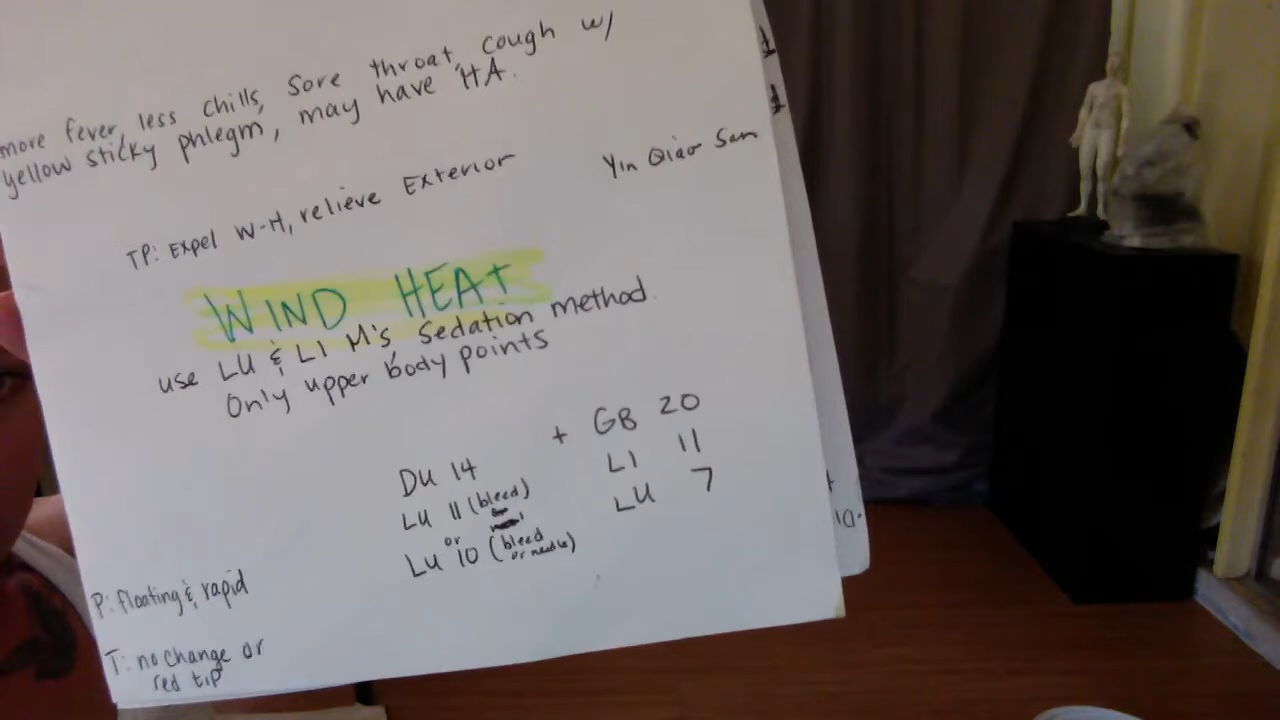 more fever, less chills, sore throat, cough w/
yellow sticky phlegm, may have HA.
Yin Qiao San
TP: Expel W-H, relieve Exterior
WIND HEAT
use LU & LI M's sedation method.
Only upper body points
DU 14 + GB 20
LU 11 (bleed) LI 11
or
LU 10 (bleed or needle) LU 7
P: floating & rapid
T: no change or
red tip